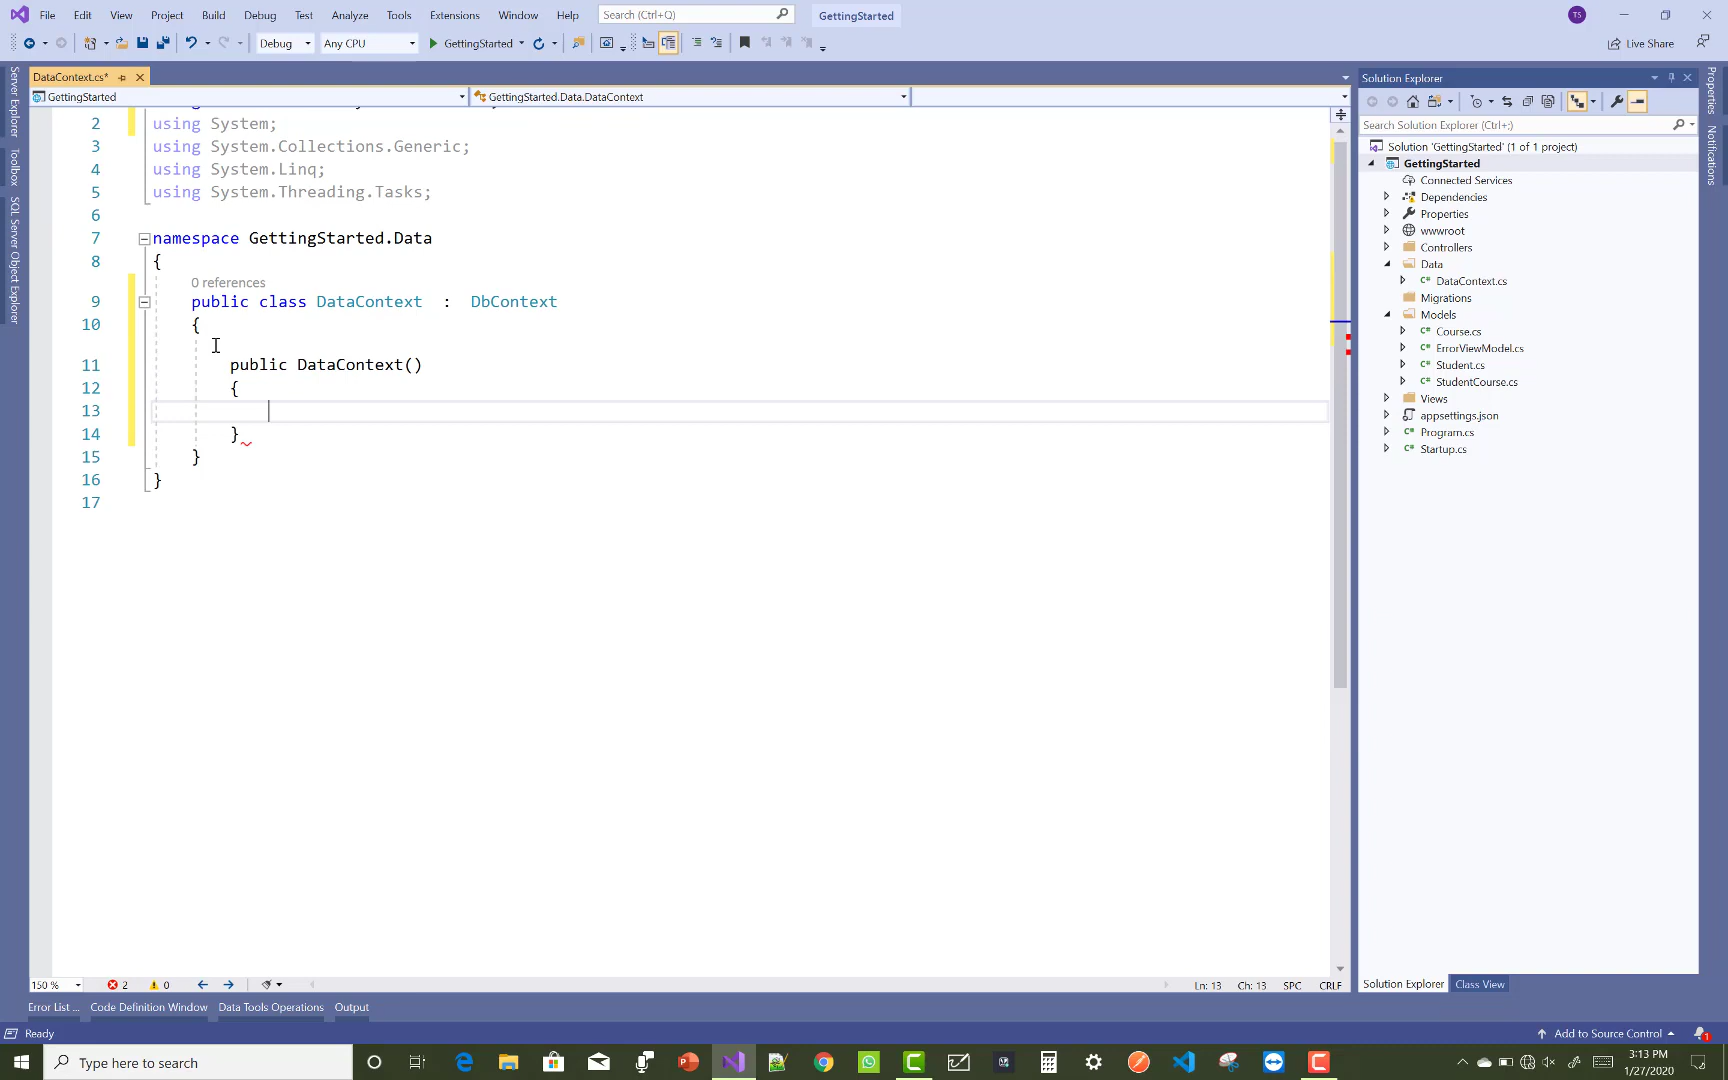 File Edit View Project Build Debug Test Analyze Tools Extensions Window Help Search (Ctrl+Q) GettingStarted TS
Debug Any CPU GettingStarted Live Share
DataContext.cs*
GettingStarted GettingStarted.Data.DataContext
2 using System;
3 using System.Collections.Generic;
4 using System.Linq;
5 using System.Threading.Tasks;
6
7 namespace GettingStarted.Data
8 {
0 references
9 public class DataContext : DbContext
10 {
11 public DataContext()
12 {
13
14 }
15 }
16 }
17
Server Explorer
Toolbox
SQL Server Object Explorer
Solution Explorer
Search Solution Explorer (Ctrl+;)
Solution 'GettingStarted' (1 of 1 project)
GettingStarted
Connected Services
Dependencies
Properties
wwwroot
Controllers
Data
C# DataContext.cs
Migrations
Models
C# Course.cs
C# ErrorViewModel.cs
C# Student.cs
C# StudentCourse.cs
Views
appsettings.json
C# Program.cs
C# Startup.cs
Properties
Notifications
150 % 2 0 Ln: 13 Ch: 13 SPC CRLF
Solution Explorer Class View
Error List ... Code Definition Window Data Tools Operations Output
Ready Add to Source Control 1
Type here to search
3:13 PM
1/27/2020